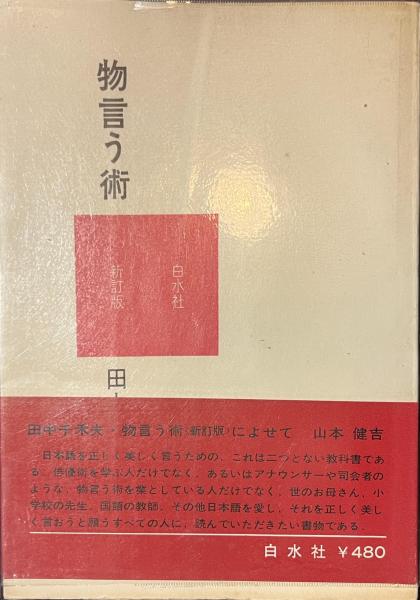 物言う術
白水社
新訂版
田
田中千禾夫・物言う術〈新訂版〉によせて　山本 健吉
日本語を正しく美しく言うための、これは二つとない教科書であ
る。俳優術を学ぶ人だけでなく、あるいはアナウンサーや司会者の
ような、物言う術を業としている人だけでなく、世のお母さん、小
学校の先生、国語の教師、その他日本語を愛し、それを正しく美し
く言おうと願うすべての人に、読んでいただきたい書物である。
白水社 ￥480